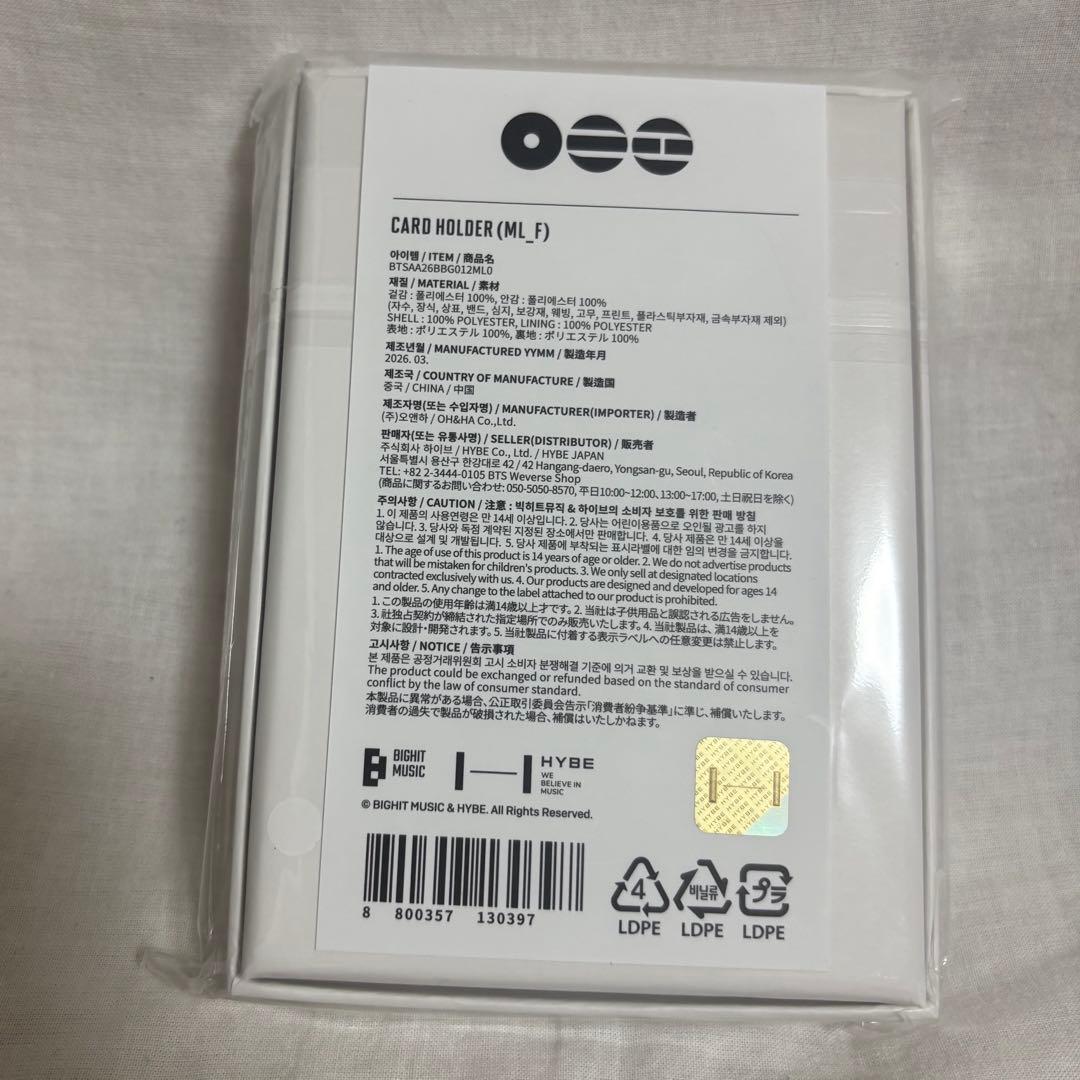 CARD HOLDER (ML_F)
아이템 / ITEM / 商品名
BTSAA26BBG012ML0
재질 / MATERIAL / 素材
겉감 : 폴리에스터 100%, 안감 : 폴리에스터 100%
(자수, 장식, 상표, 밴드, 심지, 보강재, 웨빙, 고무, 프린트, 플라스틱부자재, 금속부자재 제외)
SHELL : 100% POLYESTER, LINING : 100% POLYESTER
表地 : ポリエステル 100%, 裏地 : ポリエステル 100%
제조년월 / MANUFACTURED YYMM / 製造年月
2026. 03.
제조국 / COUNTRY OF MANUFACTURE / 製造国
중국 / CHINA / 中国
제조자명(또는 수입자명) / MANUFACTURER(IMPORTER) / 製造者
(주)오앤하 / OH&HA Co.,Ltd.
판매자(또는 유통사명) / SELLER(DISTRIBUTOR) / 販売者
주식회사 하이브 / HYBE Co., Ltd. / HYBE JAPAN
서울특별시 용산구 한강대로 42 / 42 Hangang-daero, Yongsan-gu, Seoul, Republic of Korea
TEL: +82 2-3444-0105 BTS Weverse Shop
(商品に関するお問い合わせ: 050-5050-8570, 平日10:00~12:00、13:00~17:00, 土日祝日を除く)
주의사항 / CAUTION / 注意 : 빅히트뮤직 & 하이브의 소비자 보호를 위한 판매 방침
1. 이 제품의 사용연령은 만 14세 이상입니다. 2. 당사는 어린이용품으로 오인될 광고를 하지
않습니다. 3. 당사와 독점 계약된 지정된 장소에서만 판매합니다. 4. 당사 제품은 만 14세 이상을
대상으로 설계 및 개발됩니다. 5. 당사 제품에 부착되는 표시라벨에 대한 임의 변경을 금지합니다.
1. The age of use of this product is 14 years of age or older. 2. We do not advertise products
that will be mistaken for children's products. 3. We only sell at designated locations
contracted exclusively with us. 4. Our products are designed and developed for ages 14
and older. 5. Any change to the label attached to our product is prohibited.
1. この製品の使用年齢は満14歳以上才です。2. 当社は子供用品と誤認される広告をしません。
3. 社独占契約が締結された指定場所でのみ販売いたします。4. 当社製品は、満14歳以上を
対象に設計・開発されます。5. 当社製品に付着する表示ラベルへの任意変更は禁止します。
고시사항 / NOTICE / 告示事項
본 제품은 공정거래위원회 고시 소비자 분쟁해결 기준에 의거 교환 및 보상을 받으실 수 있습니다.
The product could be exchanged or refunded based on the standard of consumer
conflict by the law of consumer standard.
本製品に異常がある場合、公正取引委員会告示「消費者紛争基準」に準じ、補償いたします。
消費者の過失で製品が破損された場合、補償はいたしかねます。
BIGHIT
MUSIC
HYBE
WE
BELIEVE IN
MUSIC
© BIGHIT MUSIC & HYBE. All Rights Reserved.
8 800357 130397
4
LDPE
비닐류
LDPE
プラ
LDPE